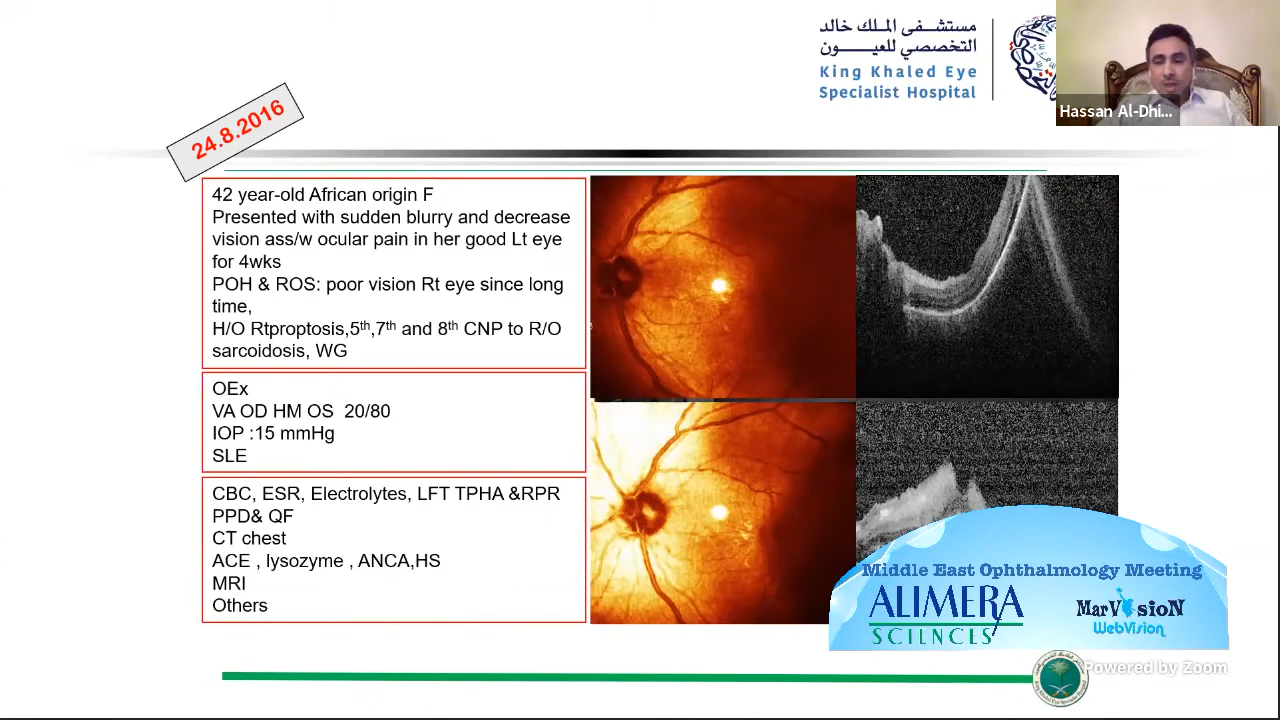 مستشفى الملك خالد
التخصصي للعيون
King Khaled Eye
Specialist Hospital
Hassan Al-Dhi...
24.8.2016
42 year-old African origin F
Presented with sudden blurry and decrease
vision ass/w ocular pain in her good Lt eye
for 4wks
POH & ROS: poor vision Rt eye since long
time,
H/O Rtproptosis,5th,7th and 8th CNP to R/O
sarcoidosis, WG
OEx
VA OD HM OS 20/80
IOP :15 mmHg
SLE
CBC, ESR, Electrolytes, LFT TPHA &RPR
PPD& QF
CT chest
ACE , lysozyme , ANCA,HS
MRI
Others
Middle East Ophthalmology Meeting
ALIMERA
SCIENCES
MarVisioN
WebVision
Powered by Zoom